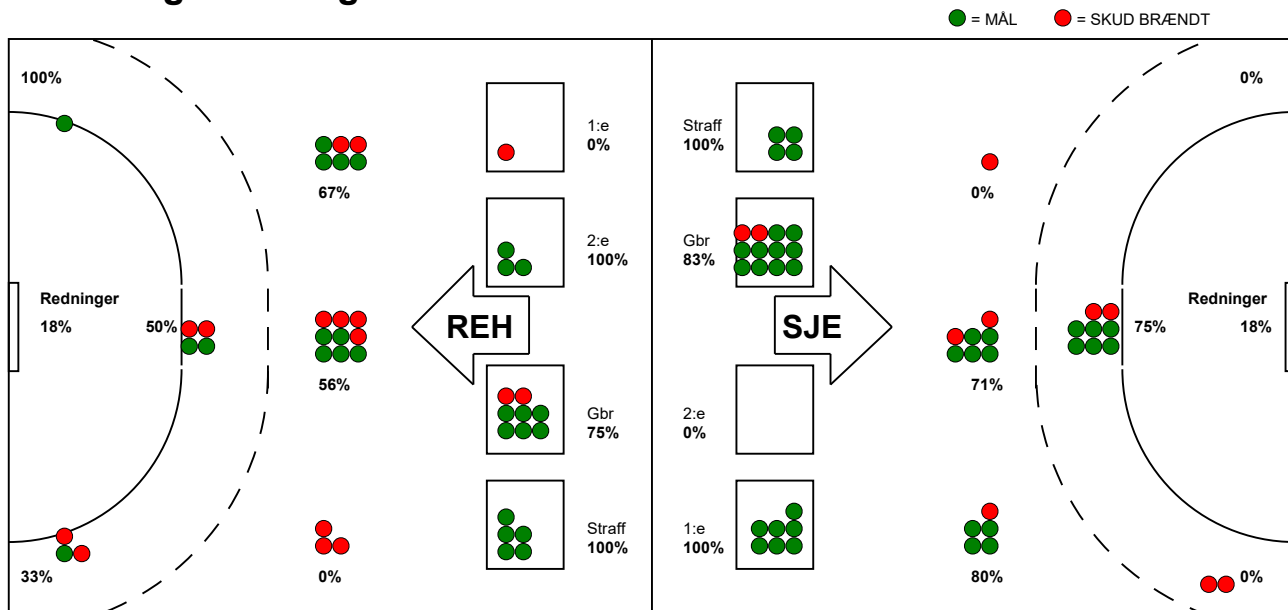 = MÅL = SKUD BRÆNDT
100% 0%
1:e
0%
Straff
100%
67% 0%
2:e
100%
Gbr
83%
Redninger
18% 50%
REH
SJE
Redninger
75% 18%
56% 71%
Gbr
75%
2:e
0%
Straff
100%
1:e
100%
33% 0% 80% 0%